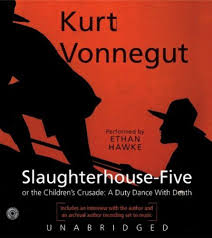 Kurt
Vonnegut
Performed by
ETHAN
HAWKE
Slaughterhouse-Five
or the Children's Crusade: A Duty Dance With Death
Includes an interview with the author and
an archival author recording set to music
UNABRIDGED